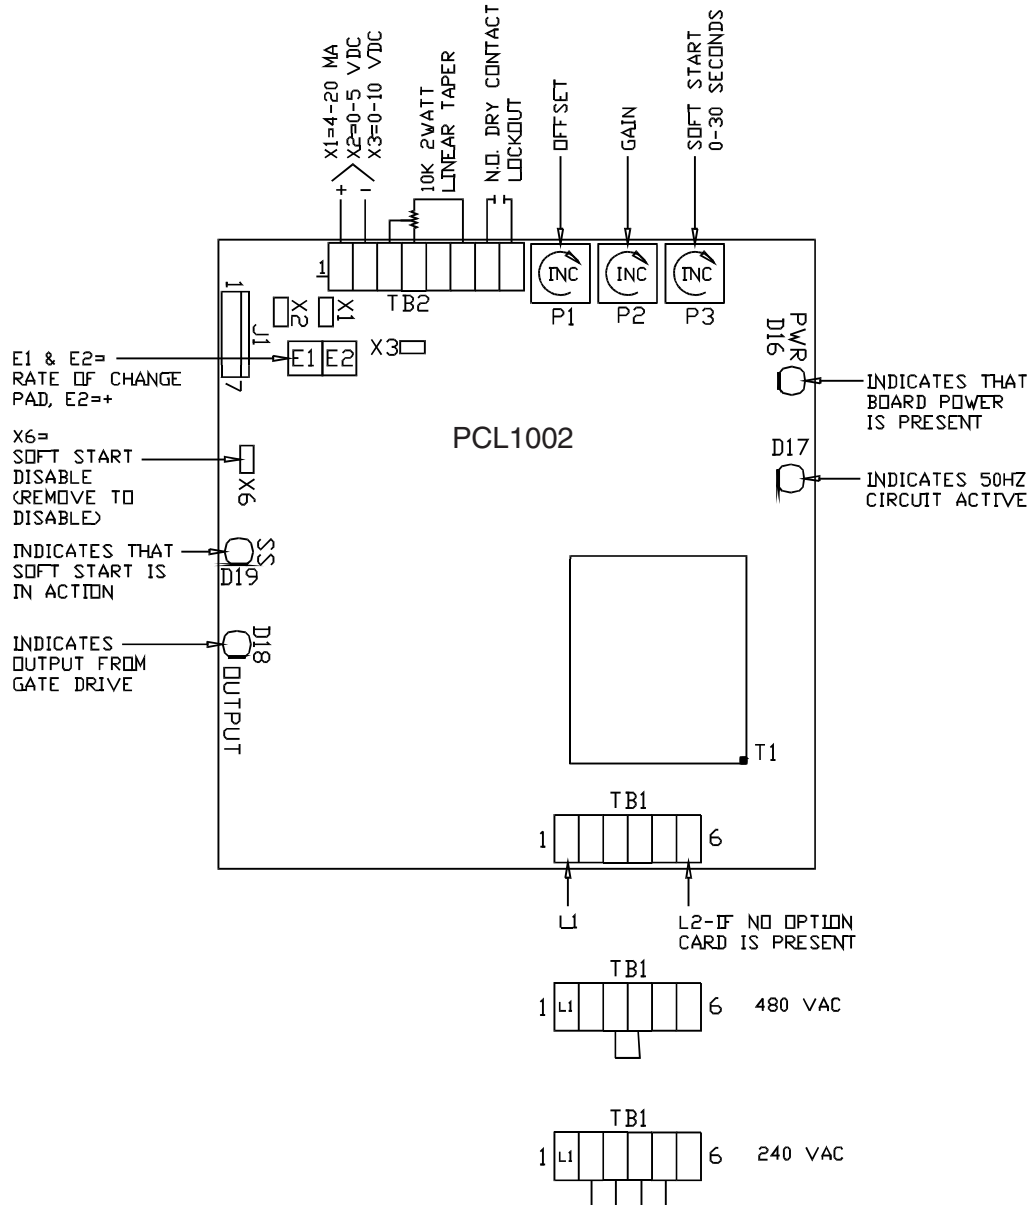 X1=4-20 MA
X2=0-5 VDC
X3=0-10 VDC
+
-
10K 2WATT
LINEAR TAPER
N.O. DRY CONTACT
LOCKOUT
OFFSET
GAIN
SOFT START
0-30 SECONDS
1
TB2
INC
P1
INC
P2
INC
P3
1
J1
7
X2
X1
E1 E2
X3
PWR
D16
E1 & E2=
RATE OF CHANGE
PAD, E2=+
INDICATES THAT
BOARD POWER
IS PRESENT
PCL1002
X6=
SOFT START
DISABLE
(REMOVE TO
DISABLE)
X6
D17
INDICATES 50HZ
CIRCUIT ACTIVE
INDICATES THAT
SOFT START IS
IN ACTION
SS
D19
INDICATES
OUTPUT FROM
GATE DRIVE
D18
OUTPUT
T1
TB1
1
6
L1
L2-IF NO OPTION
CARD IS PRESENT
TB1
1 L1 6 480 VAC
TB1
1 L1 6 240 VAC